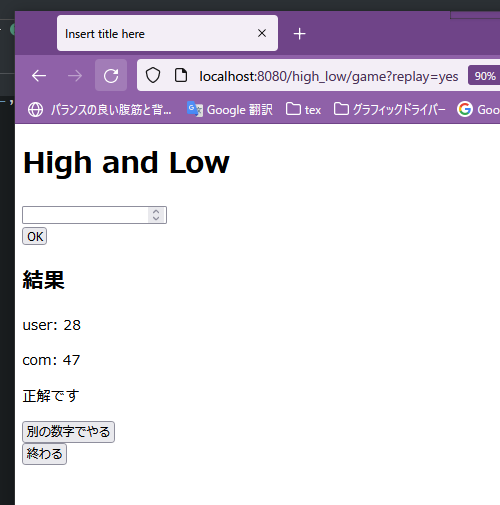 Insert title here
localhost:8080/high_low/game?replay=yes 90%
バランスの良い腹筋と背... Google 翻訳 tex グラフィックドライバー Goo
High and Low
OK
結果
user: 28
com: 47
正解です
別の数字でやる
終わる